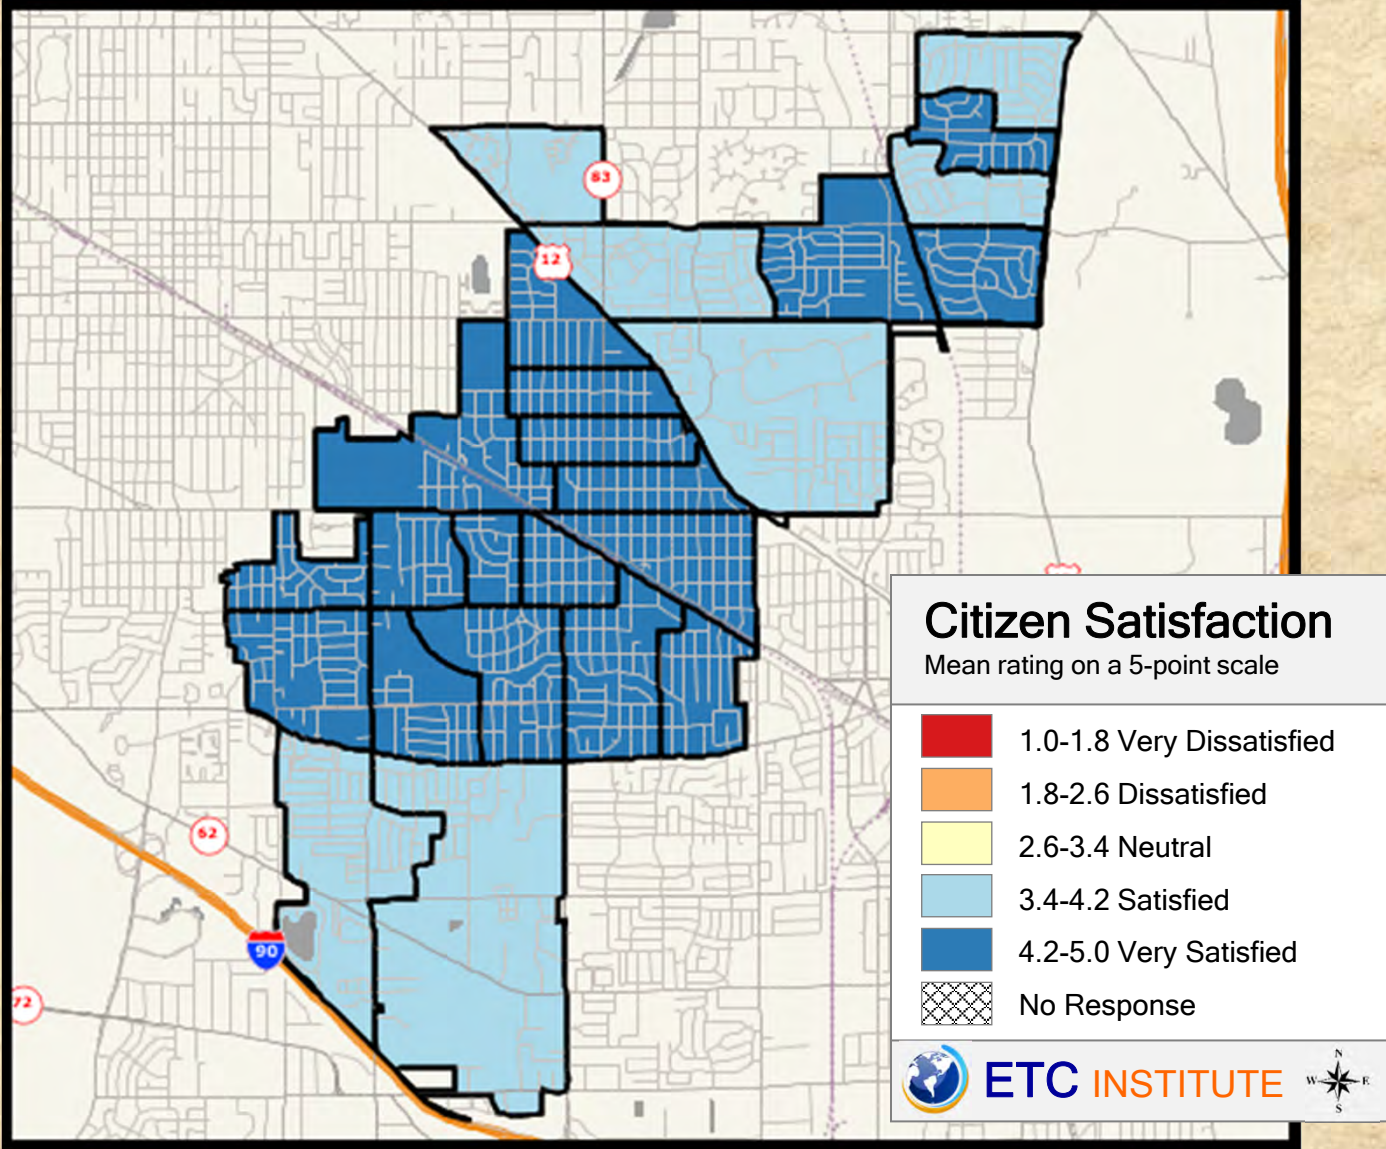 83
12
62
90
72
Citizen Satisfaction
Mean rating on a 5-point scale
1.0-1.8 Very Dissatisfied
1.8-2.6 Dissatisfied
2.6-3.4 Neutral
3.4-4.2 Satisfied
4.2-5.0 Very Satisfied
No Response
ETC INSTITUTE
N
W E
S